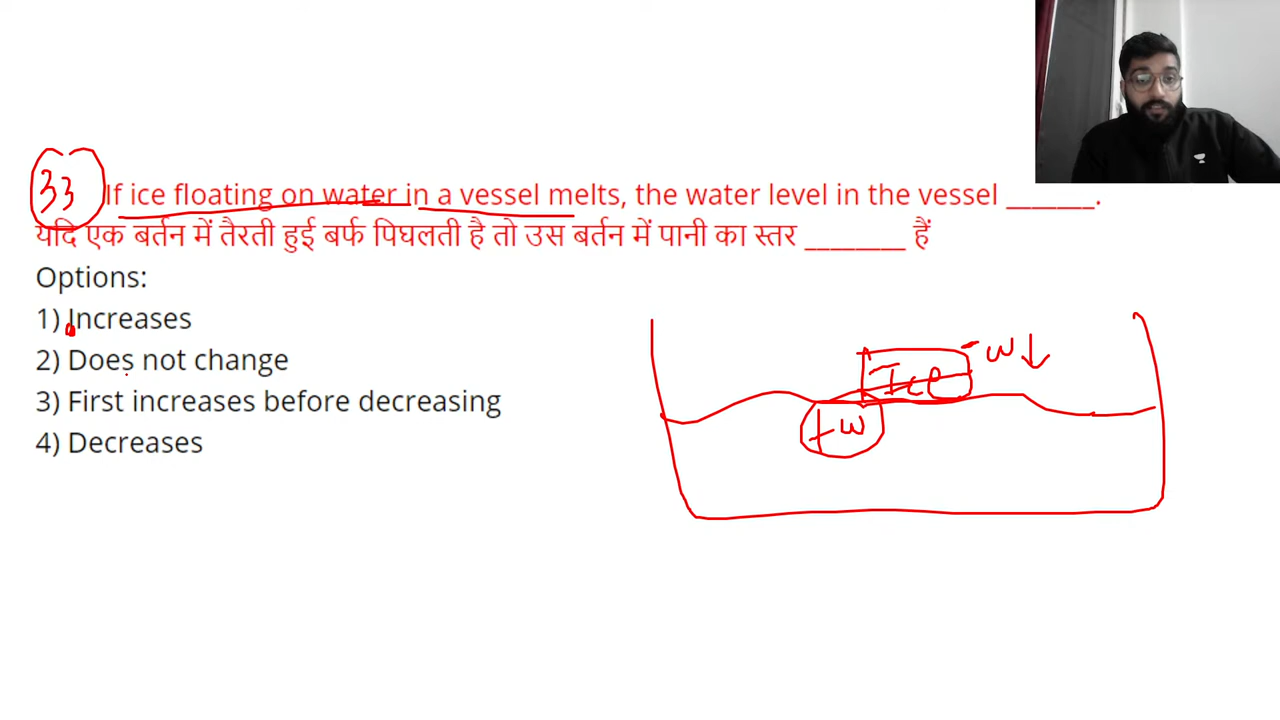 33 If ice floating on water in a vessel melts, the water level in the vessel _______.
यदि एक बर्तन में तैरती हुई बर्फ पिघलती है तो उस बर्तन में पानी का स्तर _________ हैं
Options:
1) Increases
2) Does not change
3) First increases before decreasing
4) Decreases
Ice
w↓
+w